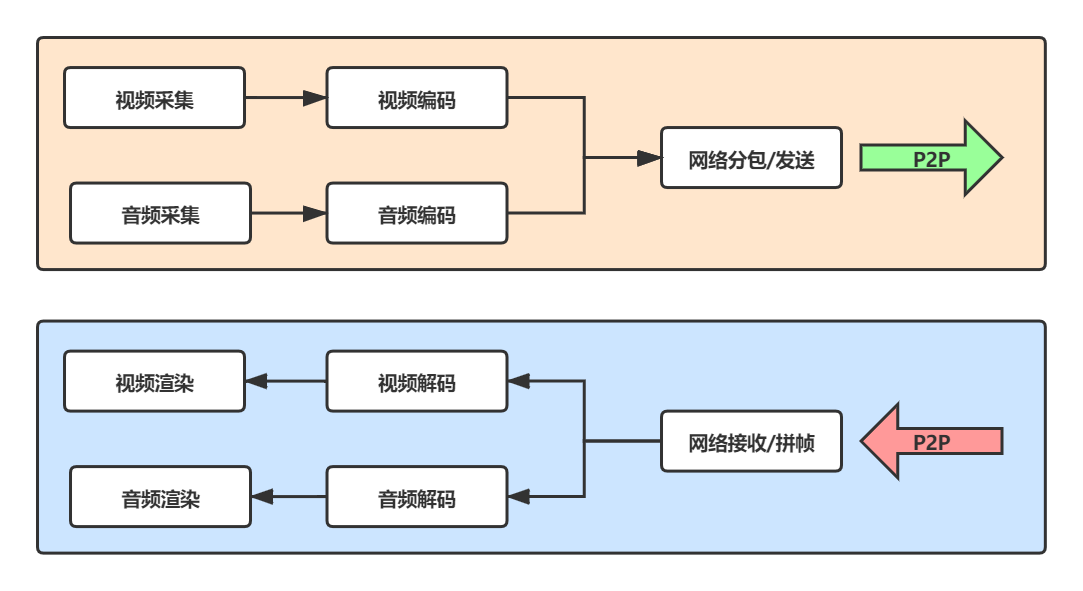 视频采集
视频编码
网络分包/发送
P2P
音频采集
音频编码
视频渲染
视频解码
网络接收/拼帧
P2P
音频渲染
音频解码